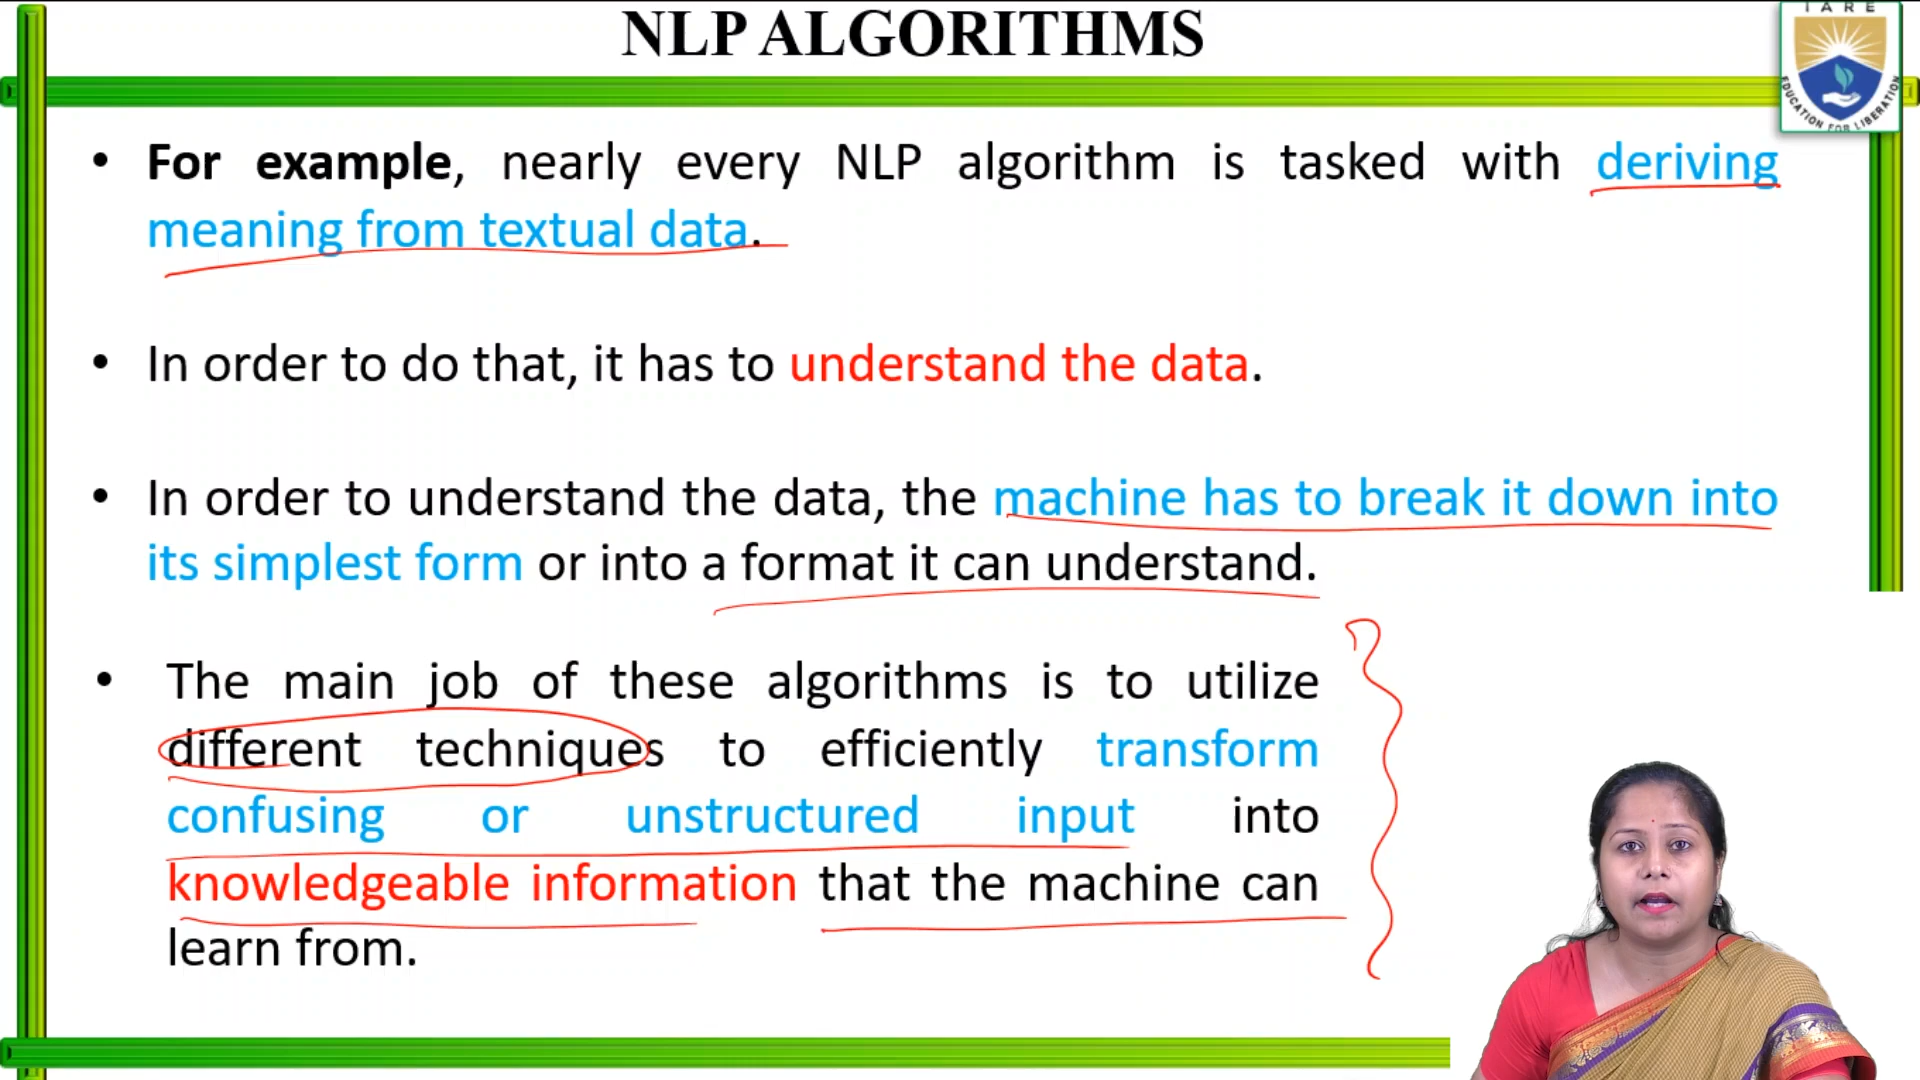 NLP ALGORITHMS
IARE
EDUCATION FOR LIBERATION
• For example, nearly every NLP algorithm is tasked with deriving
meaning from textual data.
• In order to do that, it has to understand the data.
• In order to understand the data, the machine has to break it down into
its simplest form or into a format it can understand.
• The main job of these algorithms is to utilize
different techniques to efficiently transform
confusing or unstructured input into
knowledgeable information that the machine can
learn from.